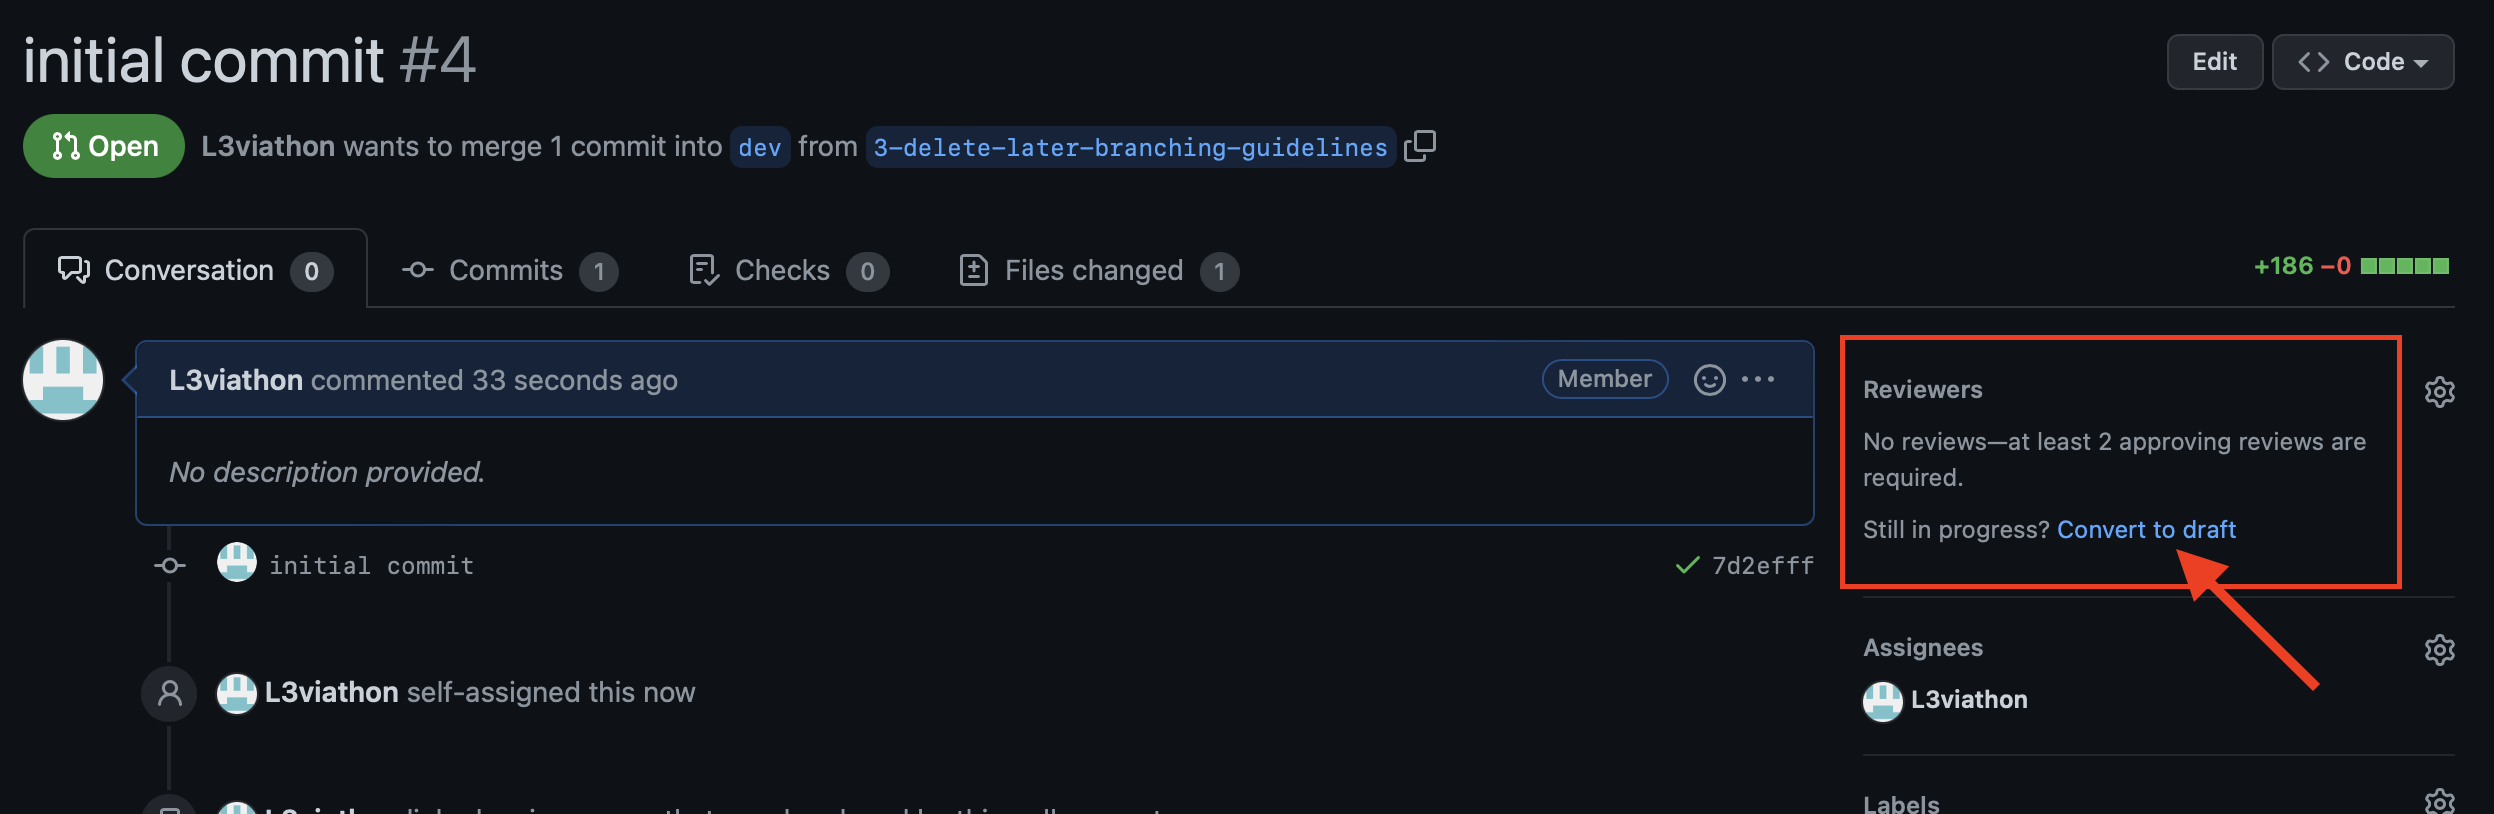 initial commit #4
Edit
Code
Open
L3viathon wants to merge 1 commit into dev from 3-delete-later-branching-guidelines
Conversation 0
Commits 1
Checks 0
Files changed 1
+186 −0
L3viathon commented 33 seconds ago
Member
No description provided.
initial commit
7d2efff
L3viathon self-assigned this now
Reviewers
No reviews—at least 2 approving reviews are
required.
Still in progress? Convert to draft
Assignees
L3viathon
Labels